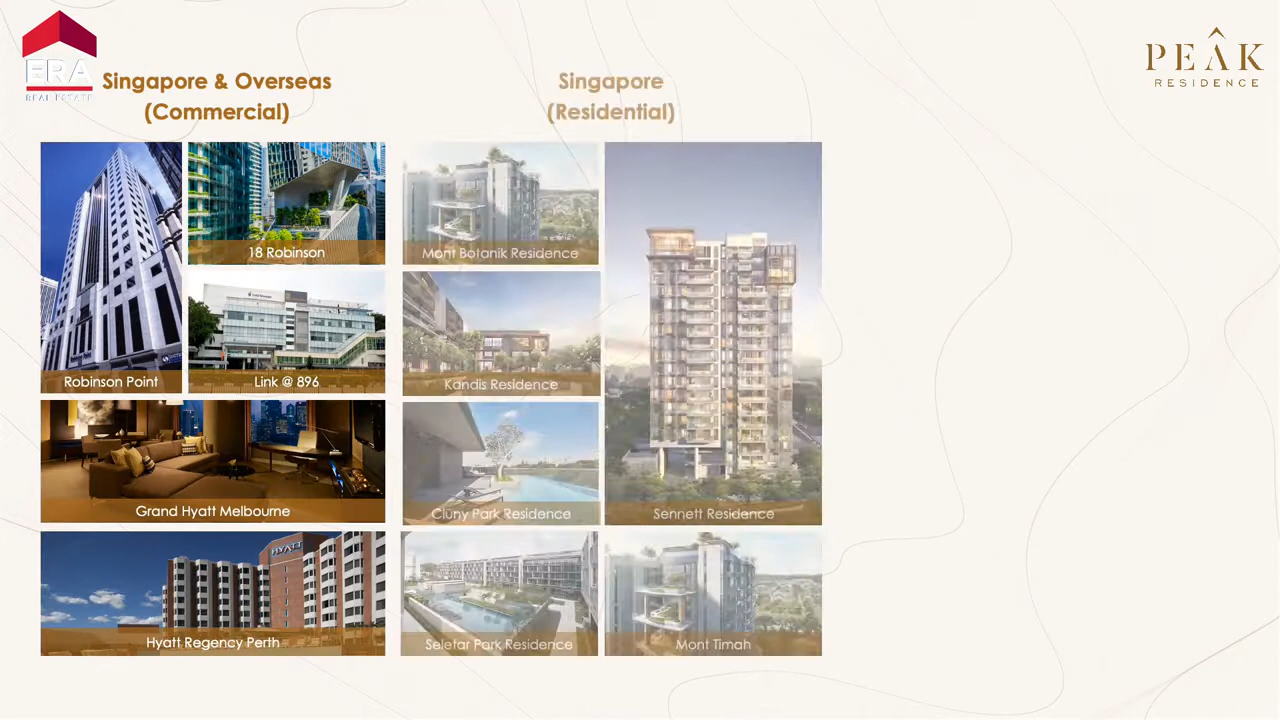 ERA
REAL ESTATE
Singapore & Overseas
(Commercial)
Singapore
(Residential)
PEAK
RESIDENCE
18 Robinson
Mont Botanik Residence
Robinson Point
Link @ 896
Kandis Residence
Grand Hyatt Melbourne
Cluny Park Residence
Sennett Residence
HYATT
Hyatt Regency Perth
Seletar Park Residence
Mont Timah